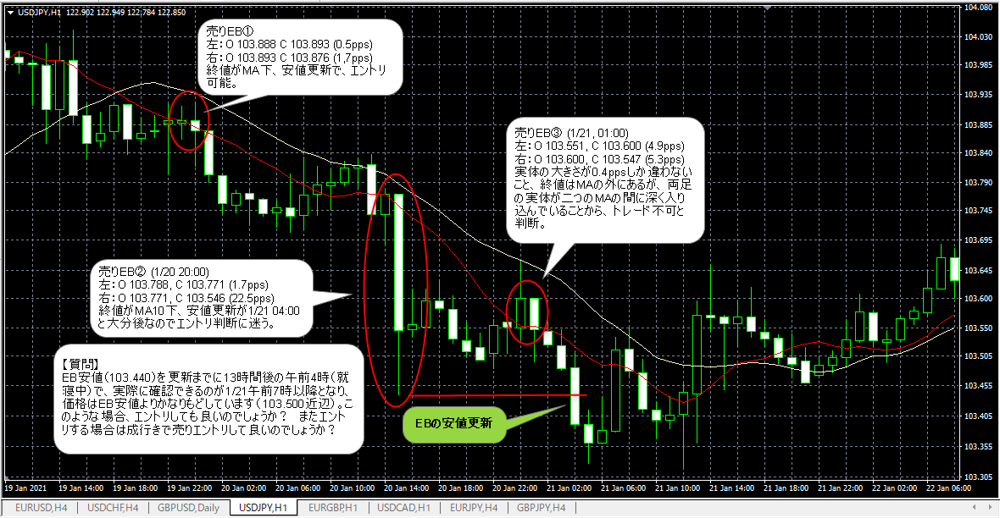 USDJPY,H1 122.902 122.949 122.784 122.850
売りEB①
左：O 103.888 C 103.893 (0.5pps)
右：O 103.893 C 103.876 (1,7pps)
終値がMA下、安値更新で、エントリ
可能。
売りEB③ (1/21, 01:00)
左：O 103.551, C 103.600 (4.9pps)
右：O 103.600, C 103.547 (5.3pps)
実体の大きさが0.4ppsしか違わない
こと、終値はMAの外にあるが、両足
の実体が二つのMAの間に深く入り
込んでいることから、トレード不可と
判断。
売りEB② (1/20 20:00)
左：O 103.788, C 103.771 (1.7pps)
右：O 103.771, C 103.546 (22.5pps)
終値がMA10下、安値更新が1/21 04:00
と大分後なのでエントリ判断に迷う。
【質問】
EB安値(103.440)を更新までに13時間後の午前4時(就
寝中)で、実際に確認できるのが1/21午前7時以降となり、
価格はEB安値よりかなりもどしています(103.500近辺)。こ
のような場合、エントリしても良いのでしょうか？ またエント
リする場合は成行きで売りエントリして良いのでしょうか？
EBの安値更新
104.080
104.030
103.985
103.935
103.885
103.840
103.790
103.745
103.695
103.645
103.600
103.550
103.505
103.455
103.405
103.355
103.305
19 Jan 2021
19 Jan 14:00
19 Jan 18:00
19 Jan 22:00
20 Jan 02:00
20 Jan 06:00
20 Jan 10:00
20 Jan 14:00
20 Jan 18:00
20 Jan 22:00
21 Jan 02:00
21 Jan 06:00
21 Jan 10:00
21 Jan 14:00
21 Jan 18:00
21 Jan 22:00
22 Jan 02:00
22 Jan 06:00
EURUSD,H4
USDCHF,H4
GBPUSD,Daily
USDJPY,H1
EURGBP,H1
USDCAD,H1
EURJPY,H4
GBPJPY,H4